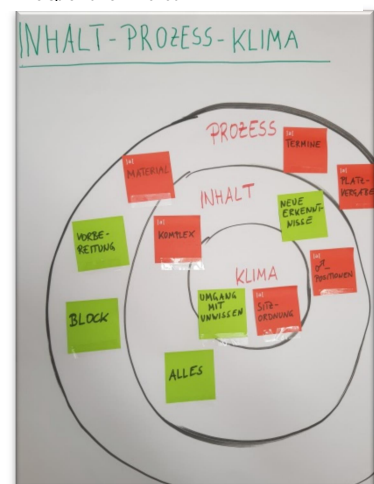 INHALT-PROZESS-KLIMA
PROZESS
TERMINE
MATERIAL
PLATZ-
VERGABE
INHALT
NEUE
ERKENNT-
NISSE
VORBE-
REITUNG
KOMPLEX
POSITIONEN
KLIMA
UMGANG
MIT
UNWISSEN
SITZ-
ORDNUNG
BLOCK
ALLES